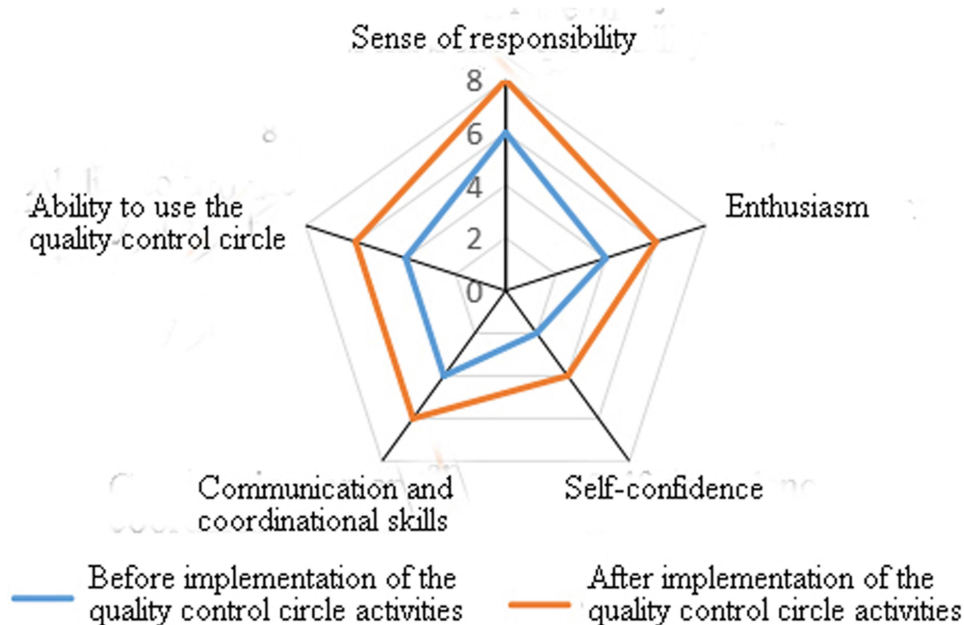 Sense of responsibility
8
6
4
2
0
Enthusiasm
Ability to use the
quality control circle
Communication and
coordinational skills
Self-confidence
Before implementation of the
quality control circle activities
After implementation of the
quality control circle activities